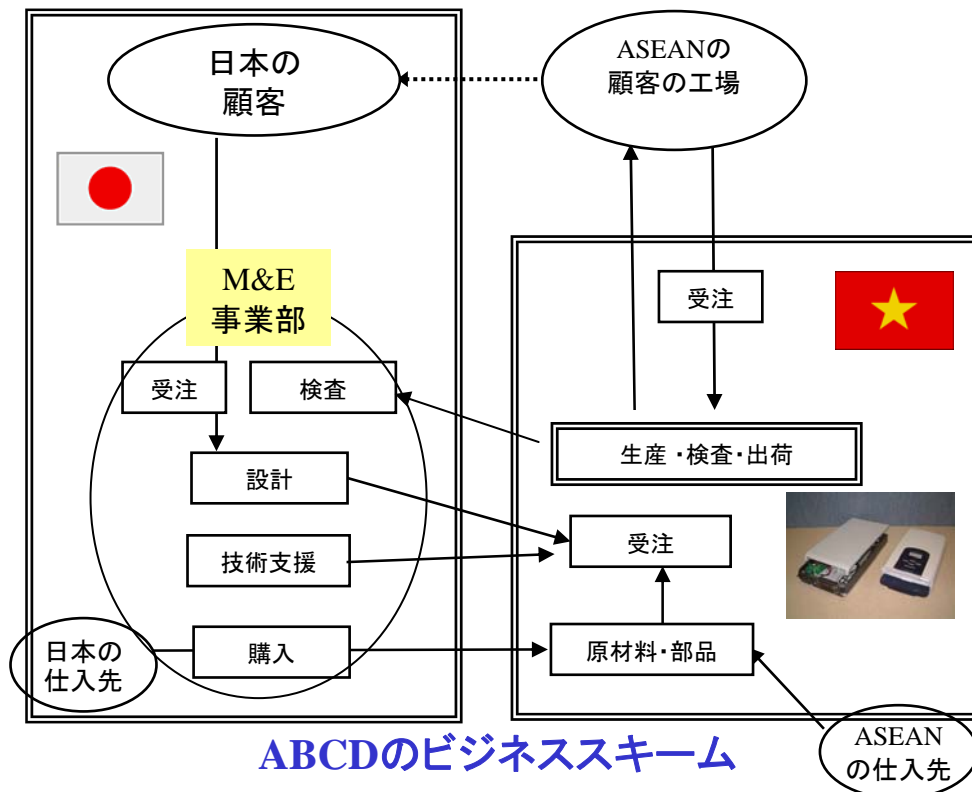 日本の
顧客
ASEANの
顧客の工場
M&E
事業部
受注
受注
検査
生産・検査・出荷
設計
受注
技術支援
日本の
仕入先
購入
原材料・部品
ABCDのビジネススキーム
ASEAN
の仕入先